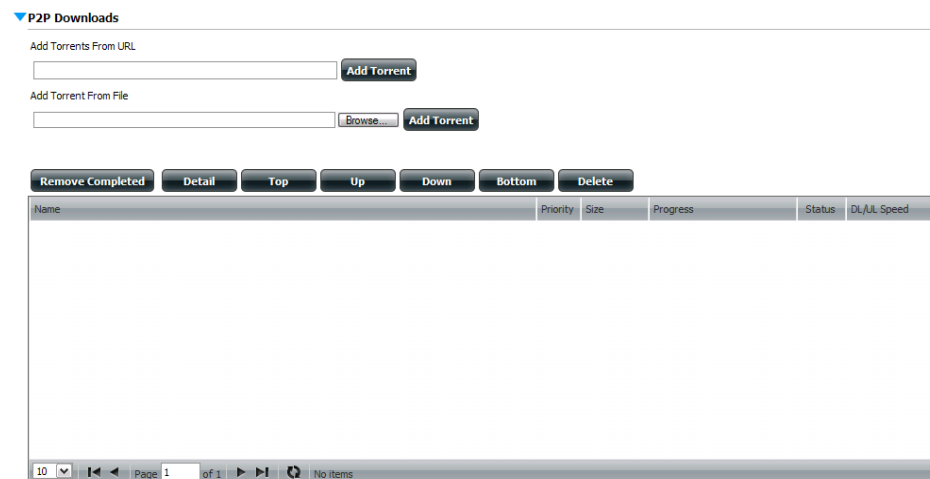 P2P Downloads
Add Torrents From URL
Add Torrent
Add Torrent From File
Browse... Add Torrent
Remove Completed Detail Top Up Down Bottom Delete
Name Priority Size Progress Status DL/UL Speed
10 Page 1 of 1 No items